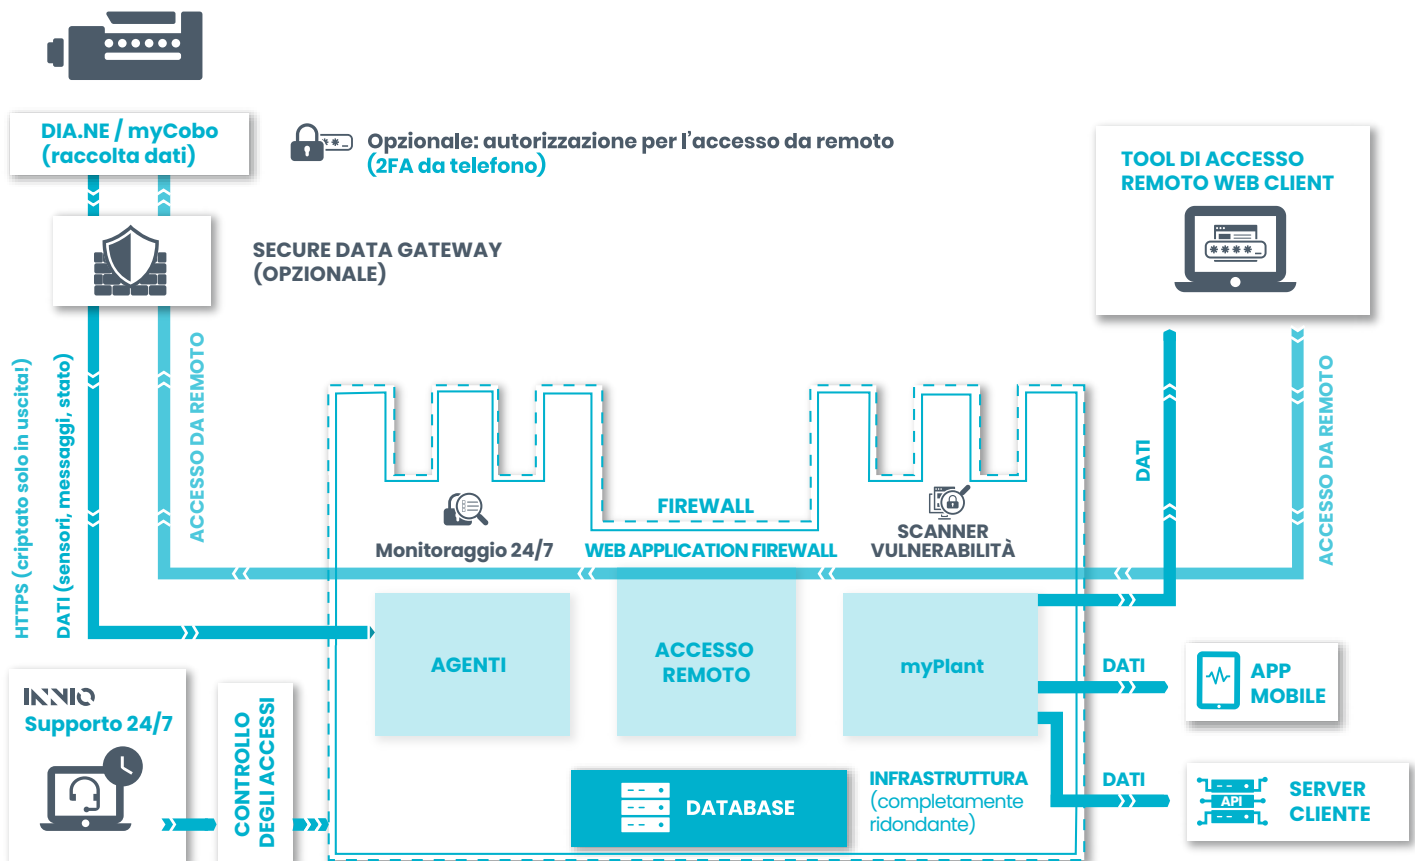 DIA.NE / myCobo
(raccolta dati)
Opzionale: autorizzazione per l'accesso da remoto
(2FA da telefono)
TOOL DI ACCESSO
REMOTO WEB CLIENT
SECURE DATA GATEWAY
(OPZIONALE)
HTTPS (criptato solo in uscita!)
DATI (sensori, messaggi, stato)
ACCESSO DA REMOTO
DATI
ACCESSO DA REMOTO
FIREWALL
Monitoraggio 24/7
WEB APPLICATION FIREWALL
SCANNER
VULNERABILITÀ
AGENTI
ACCESSO
REMOTO
myPlant
DATI
APP
MOBILE
INNIO
Supporto 24/7
CONTROLLO
DEGLI ACCESSI
DATABASE
INFRASTRUTTURA
(completamente
ridondante)
DATI
API
SERVER
CLIENTE